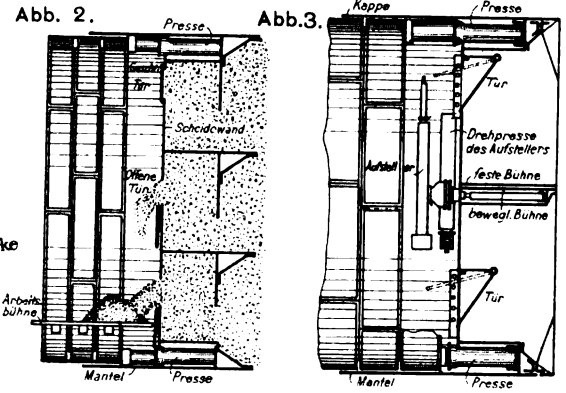 Abb. 2.
Presse
Tür
Scheidewand
Offene
Tür
ke
Arbeits
bühne
Mantel
Presse
Abb.3.
Kappe
Presse
Tür
Drehpresse
des Aufstellers
Aufsteller
feste Bühne
bewegl. Bühne
Tür
Mantel
Presse